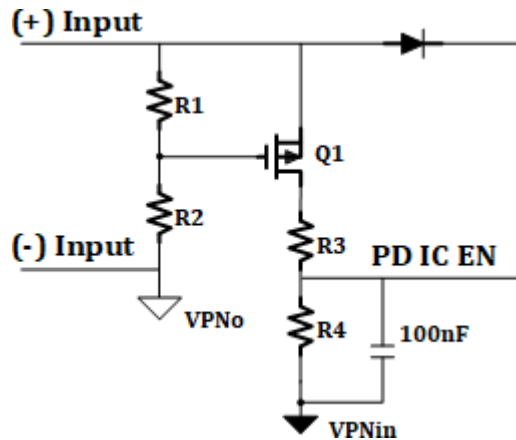 (+) Input
R1
Q1
R2
R3
(-) Input
PD IC EN
VPNo
R4
100nF
VPNin